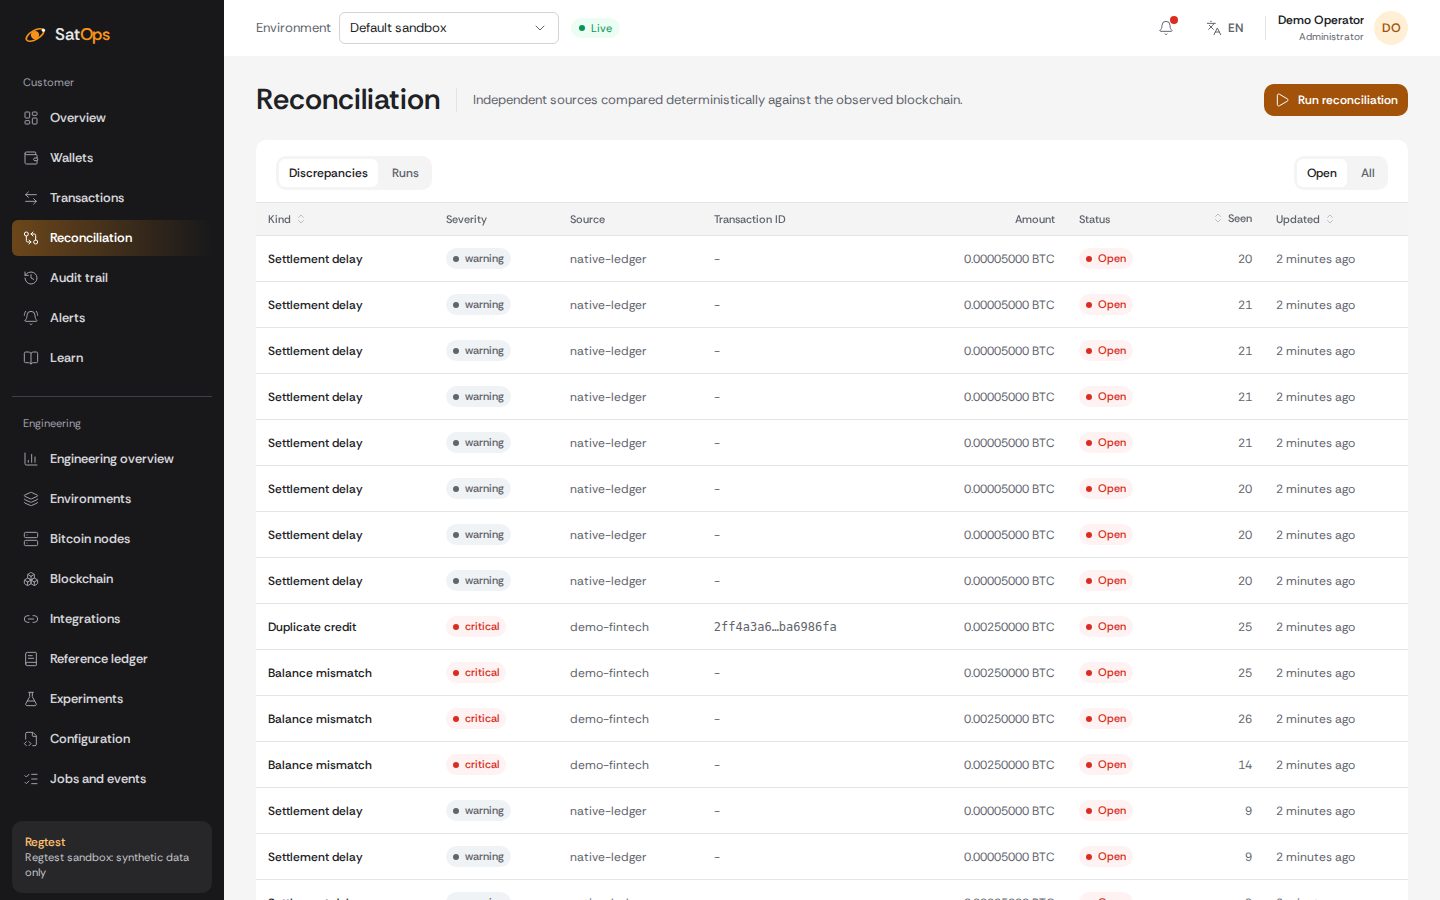 SatOps
Customer
Overview
Wallets
Transactions
Reconciliation
Audit trail
Alerts
Learn
Engineering
Engineering overview
Environments
Bitcoin nodes
Blockchain
Integrations
Reference ledger
Experiments
Configuration
Jobs and events
Regtest
Regtest sandbox: synthetic data
only
Environment Default sandbox Live EN Demo Operator DO
Administrator
Reconciliation Independent sources compared deterministically against the observed blockchain. Run reconciliation
Discrepancies Runs Open All
Kind Severity Source Transaction ID Amount Status Seen Updated
Settlement delay warning native-ledger – 0.00005000 BTC Open 20 2 minutes ago
Settlement delay warning native-ledger – 0.00005000 BTC Open 21 2 minutes ago
Settlement delay warning native-ledger – 0.00005000 BTC Open 21 2 minutes ago
Settlement delay warning native-ledger – 0.00005000 BTC Open 21 2 minutes ago
Settlement delay warning native-ledger – 0.00005000 BTC Open 21 2 minutes ago
Settlement delay warning native-ledger – 0.00005000 BTC Open 20 2 minutes ago
Settlement delay warning native-ledger – 0.00005000 BTC Open 20 2 minutes ago
Settlement delay warning native-ledger – 0.00005000 BTC Open 20 2 minutes ago
Duplicate credit critical demo-fintech 2ff4a3a6…ba6986fa 0.00250000 BTC Open 25 2 minutes ago
Balance mismatch critical demo-fintech – 0.00250000 BTC Open 25 2 minutes ago
Balance mismatch critical demo-fintech – 0.00250000 BTC Open 26 2 minutes ago
Balance mismatch critical demo-fintech – 0.00250000 BTC Open 14 2 minutes ago
Settlement delay warning native-ledger – 0.00005000 BTC Open 9 2 minutes ago
Settlement delay warning native-ledger – 0.00005000 BTC Open 9 2 minutes ago